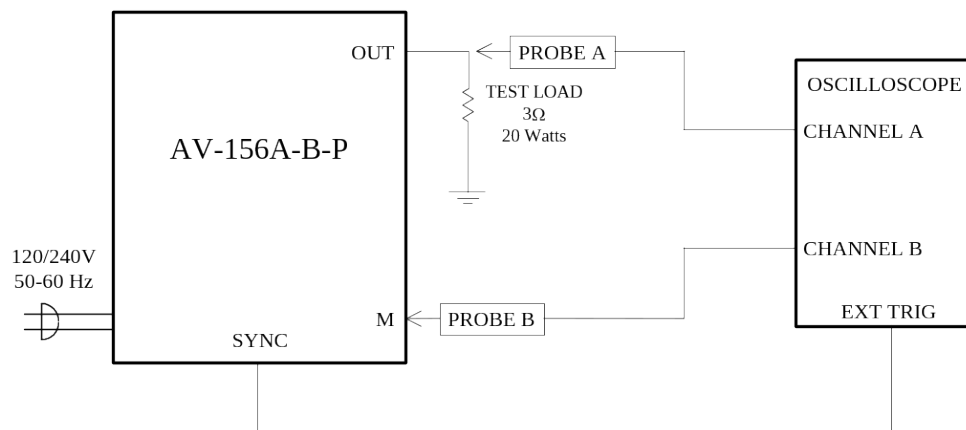 OUT
PROBE A
TEST LOAD
3Ω
20 Watts
OSCILLOSCOPE
CHANNEL A
AV-156A-B-P
120/240V
50-60 Hz
CHANNEL B
M
PROBE B
EXT TRIG
SYNC